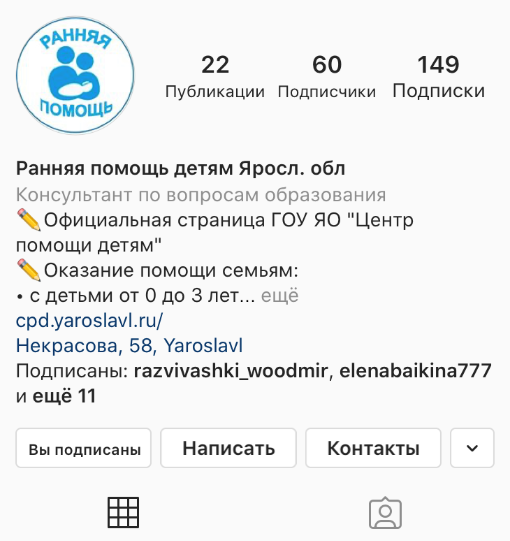 РАННЯЯ
ПОМОЩЬ
22
60
149
Публикации
Подписчики
Подписки
Ранняя помощь детям Яросл. обл
Консультант по вопросам образования
✏️Официальная страница ГОУ ЯО "Центр
помощи детям"
✏️Оказание помощи семьям:
• с детьми от 0 до 3 лет... ещё
cpd.yaroslavl.ru/
Некрасова, 58, Yaroslavl
Подписаны: razvivashki_woodmir, elenabaikina777
и ещё 11
Вы подписаны
Написать
Контакты